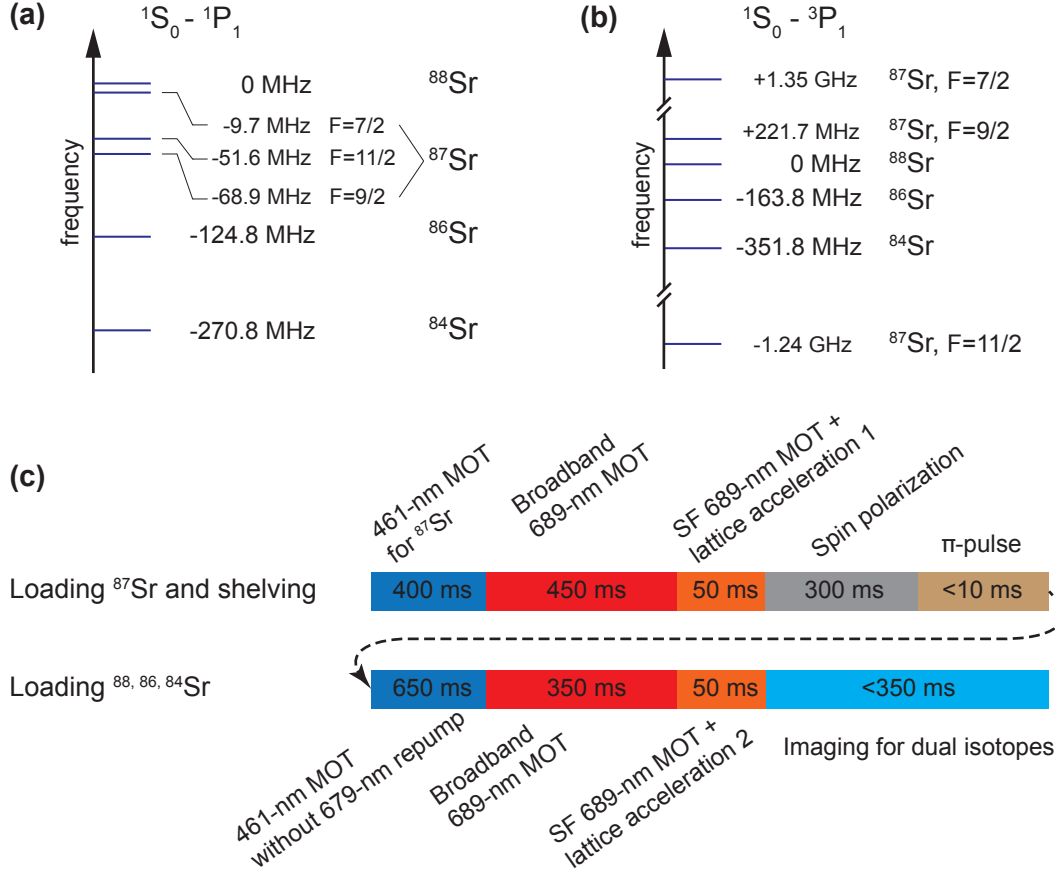 (a)
¹S₀ - ¹P₁
frequency
0 MHz ⁸⁸Sr
-9.7 MHz F=7/2
-51.6 MHz F=11/2 ⁸⁷Sr
-68.9 MHz F=9/2
-124.8 MHz ⁸⁶Sr
-270.8 MHz ⁸⁴Sr
(b)
¹S₀ - ³P₁
frequency
+1.35 GHz ⁸⁷Sr, F=7/2
+221.7 mHz ⁸⁷Sr, F=9/2
0 MHz ⁸⁸Sr
-163.8 MHz ⁸⁶Sr
-351.8 MHz ⁸⁴Sr
-1.24 GHz ⁸⁷Sr, F=11/2
(c)
461-nm MOT
for ⁸⁷Sr
Broadband
689-nm MOT
SF 689-nm MOT +
lattice acceleration 1
Spin polarization
π-pulse
Loading ⁸⁷Sr and shelving
400 ms 450 ms 50 ms 300 ms <10 ms
Loading ⁸⁸, ⁸⁶, ⁸⁴Sr
650 ms 350 ms 50 ms <350 ms
461-nm MOT
without 679-nm repump
Broadband
689-nm MOT
SF 689-nm MOT +
lattice acceleration 2
Imaging for dual isotopes